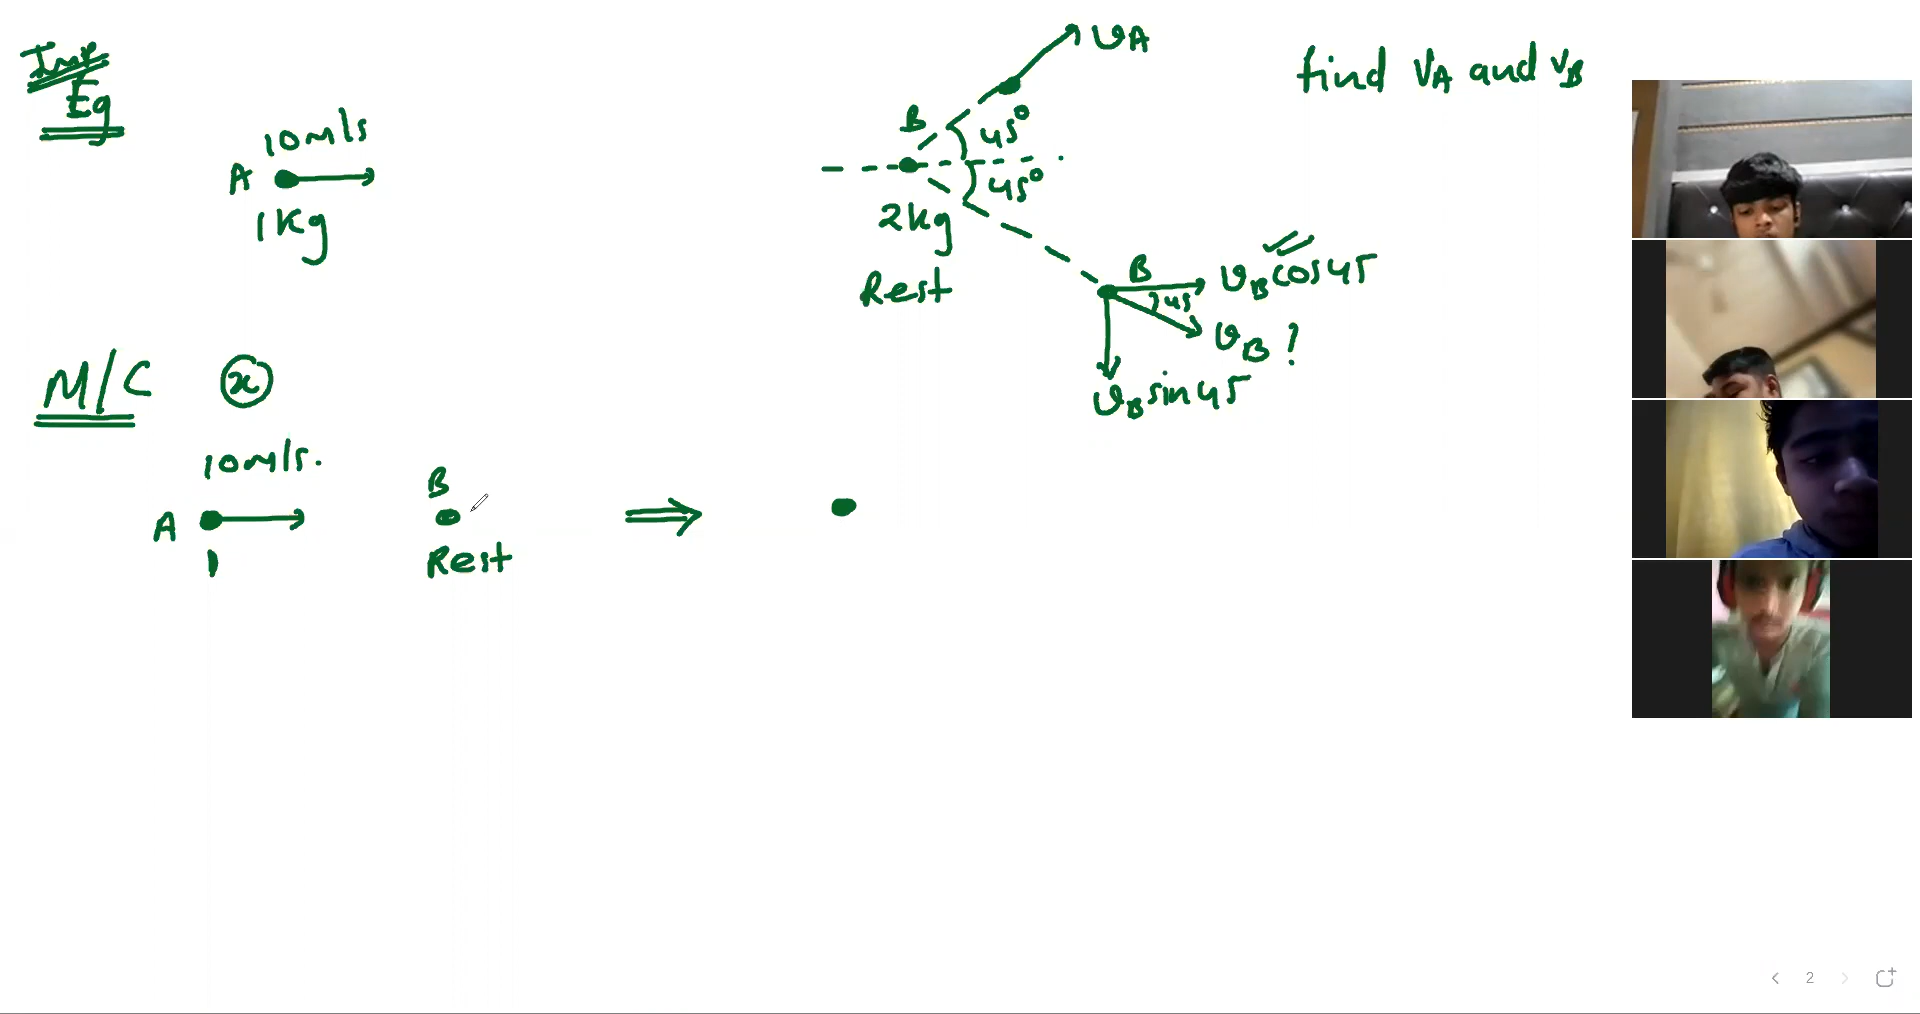 Imp
Eg
10m/s
A
1Kg
B
45°
45°
2kg
Rest
vA
find VA and VB
B
vB cos45
45
vB ?
vB sin45
M/C
x
10m/s.
A
1
B
Rest
2